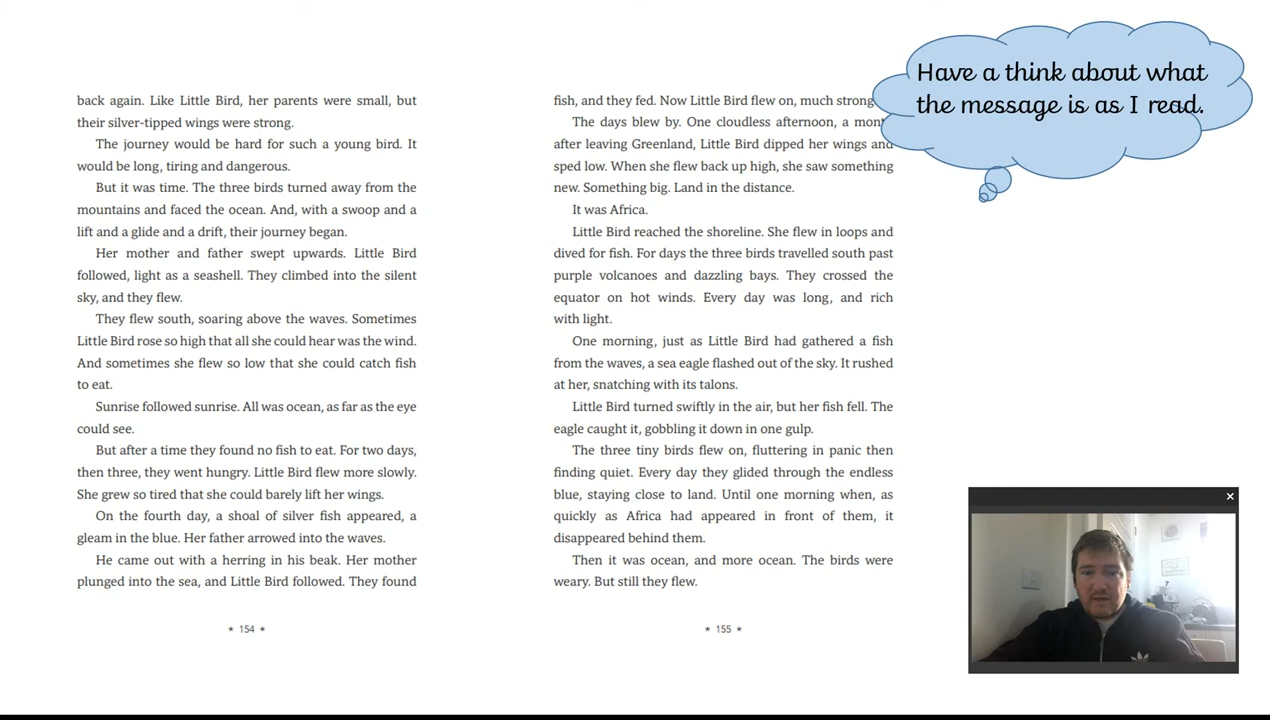 back again. Like Little Bird, her parents were small, but
their silver-tipped wings were strong.
The journey would be hard for such a young bird. It
would be long, tiring and dangerous.
But it was time. The three birds turned away from the
mountains and faced the ocean. And, with a swoop and a
lift and a glide and a drift, their journey began.
Her mother and father swept upwards. Little Bird
followed, light as a seashell. They climbed into the silent
sky, and they flew.
They flew south, soaring above the waves. Sometimes
Little Bird rose so high that all she could hear was the wind.
And sometimes she flew so low that she could catch fish
to eat.
Sunrise followed sunrise. All was ocean, as far as the eye
could see.
But after a time they found no fish to eat. For two days,
then three, they went hungry. Little Bird flew more slowly.
She grew so tired that she could barely lift her wings.
On the fourth day, a shoal of silver fish appeared, a
gleam in the blue. Her father arrowed into the waves.
He came out with a herring in his beak. Her mother
plunged into the sea, and Little Bird followed. They found
* 154 *
fish, and they fed. Now Little Bird flew on, much strong
The days blew by. One cloudless afternoon, a mont
after leaving Greenland, Little Bird dipped her wings and
sped low. When she flew back up high, she saw something
new. Something big. Land in the distance.
It was Africa.
Little Bird reached the shoreline. She flew in loops and
dived for fish. For days the three birds travelled south past
purple volcanoes and dazzling bays. They crossed the
equator on hot winds. Every day was long, and rich
with light.
One morning, just as Little Bird had gathered a fish
from the waves, a sea eagle flashed out of the sky. It rushed
at her, snatching with its talons.
Little Bird turned swiftly in the air, but her fish fell. The
eagle caught it, gobbling it down in one gulp.
The three tiny birds flew on, fluttering in panic then
finding quiet. Every day they glided through the endless
blue, staying close to land. Until one morning when, as
quickly as Africa had appeared in front of them, it
disappeared behind them.
Then it was ocean, and more ocean. The birds were
weary. But still they flew.
* 155 *
Have a think about what
the message is as I read.